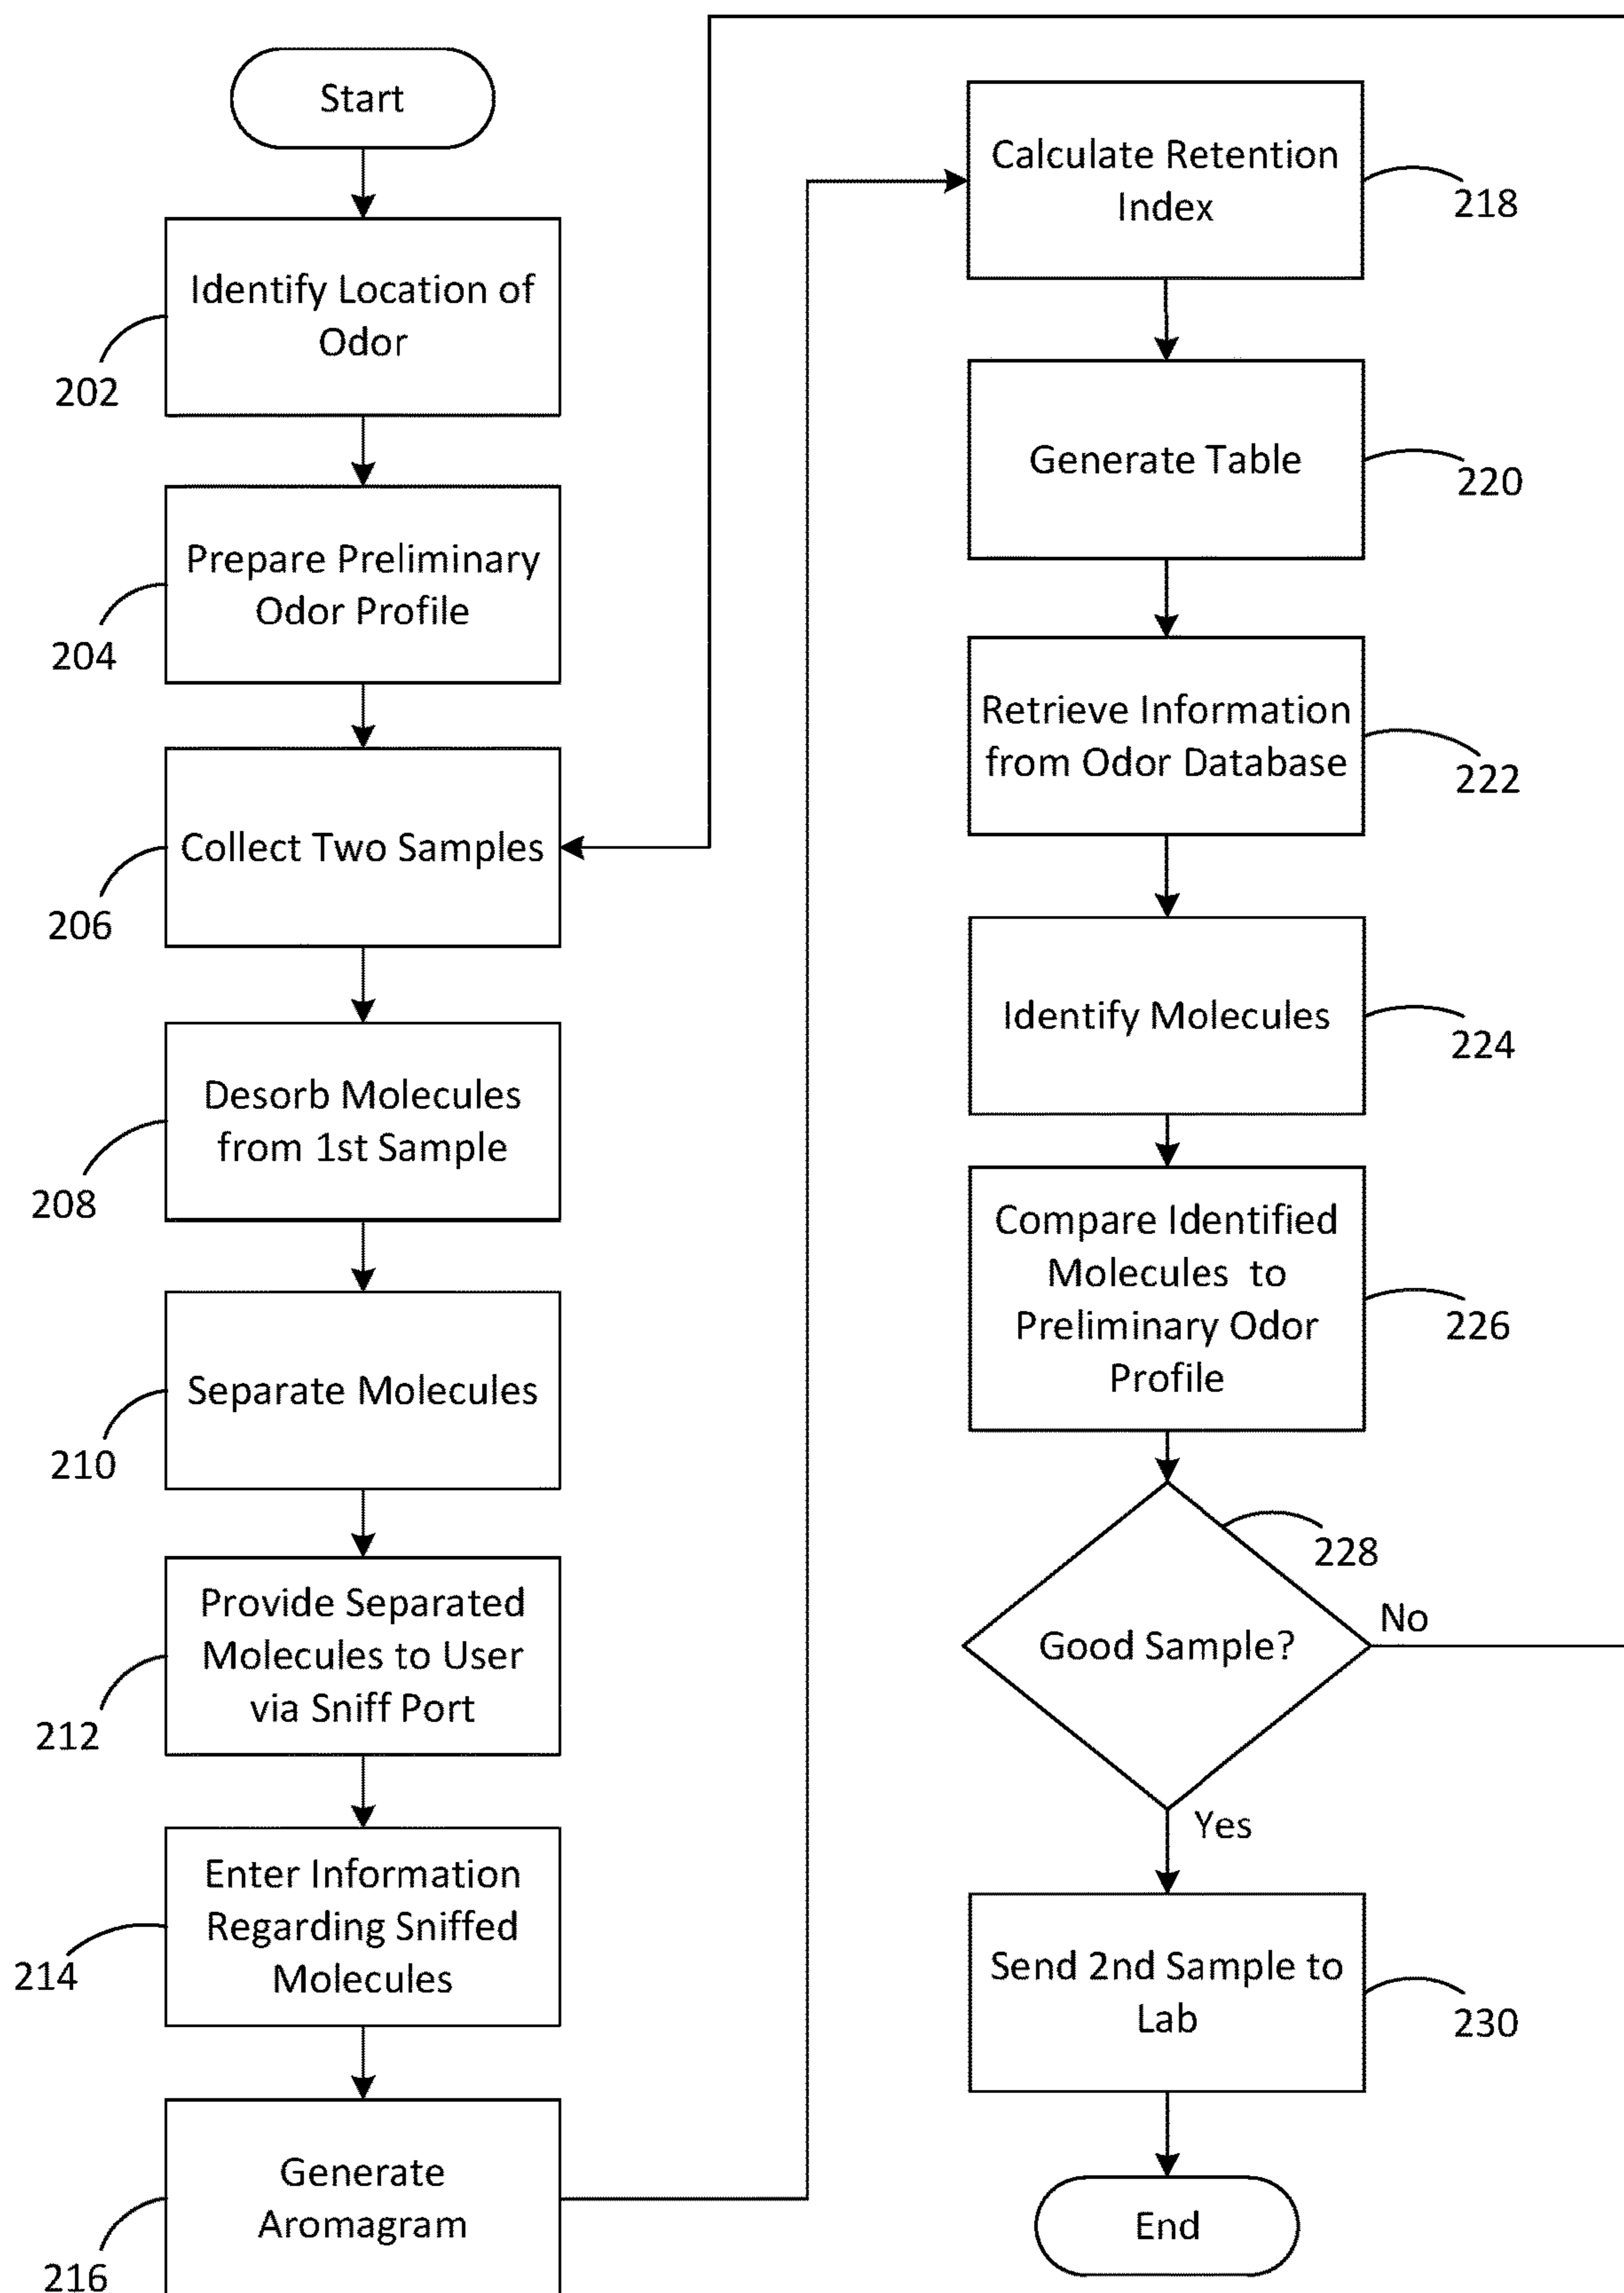 Start
Identify Location of
Odor
202
Prepare Preliminary
Odor Profile
204
Collect Two Samples
206
Desorb Molecules
from 1st Sample
208
Separate Molecules
210
Provide Separated
Molecules to User
via Sniff Port
212
Enter Information
Regarding Sniffed
Molecules
214
Generate
Aromagram
216
Calculate Retention
Index
218
Generate Table
220
Retrieve Information
from Odor Database
222
Identify Molecules
224
Compare Identified
Molecules to
Preliminary Odor
Profile
226
228
Good Sample?
No
Yes
Send 2nd Sample to
Lab
230
End